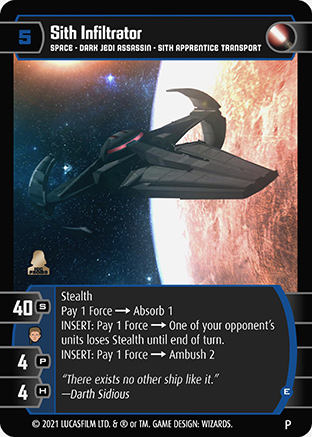 5
Sith Infiltrator
SPACE • DARK JEDI ASSASSIN • SITH APPRENTICE TRANSPORT
40 S
4 P
4 H
Stealth
Pay 1 Force → Absorb 1
INSERT: Pay 1 Force → One of your opponent's
units loses Stealth until end of turn.
INSERT: Pay 1 Force → Ambush 2
"There exists no other ship like it."
—Darth Sidious
E
© 2021 LUCASFILM LTD. & ® OR TM. GAME DESIGN: WIZARDS.
P